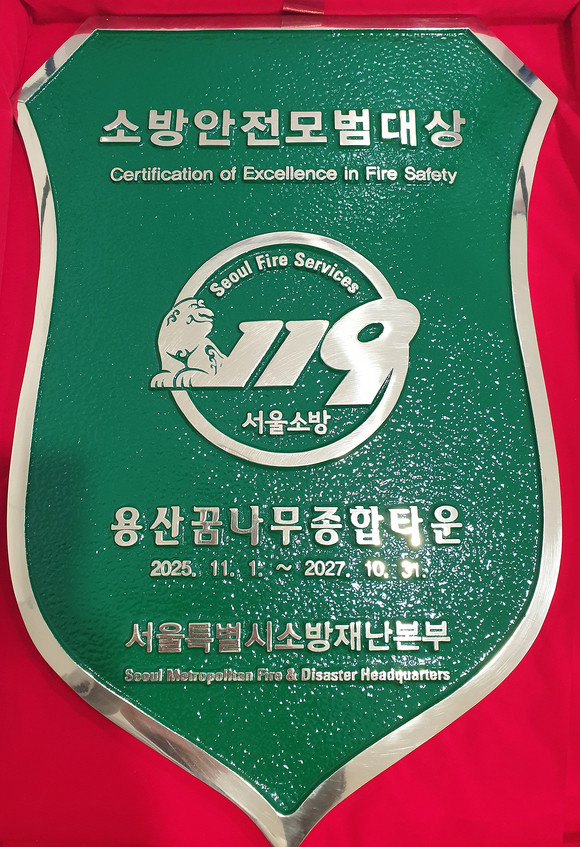 소방안전모범대상
Certification of Excellence in Fire Safety
Seoul Fire Services
119
서울소방
용산꿈나무종합타운
2025. 11. 1. ~ 2027. 10. 31.
서울특별시소방재난본부
Seoul Metropolitan Fire & Disaster Headquarters